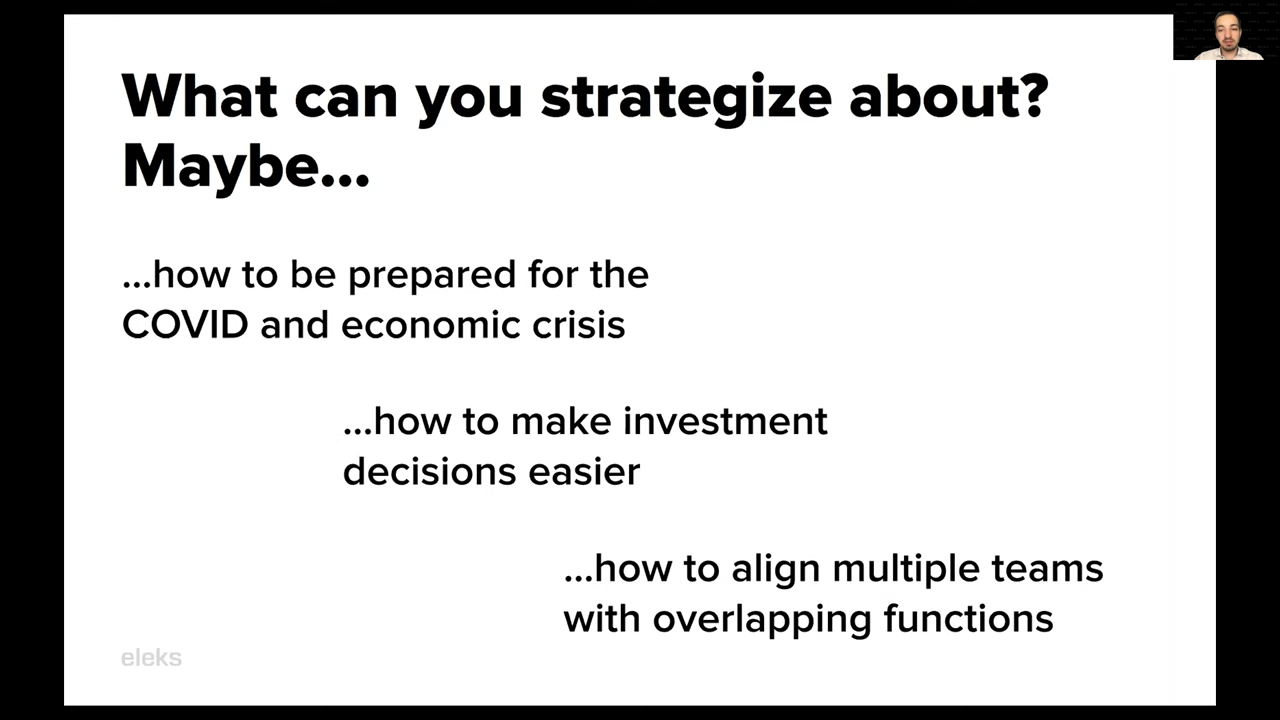 What can you strategize about?
Maybe...
...how to be prepared for the
COVID and economic crisis
...how to make investment
decisions easier
...how to align multiple teams
with overlapping functions
eleks